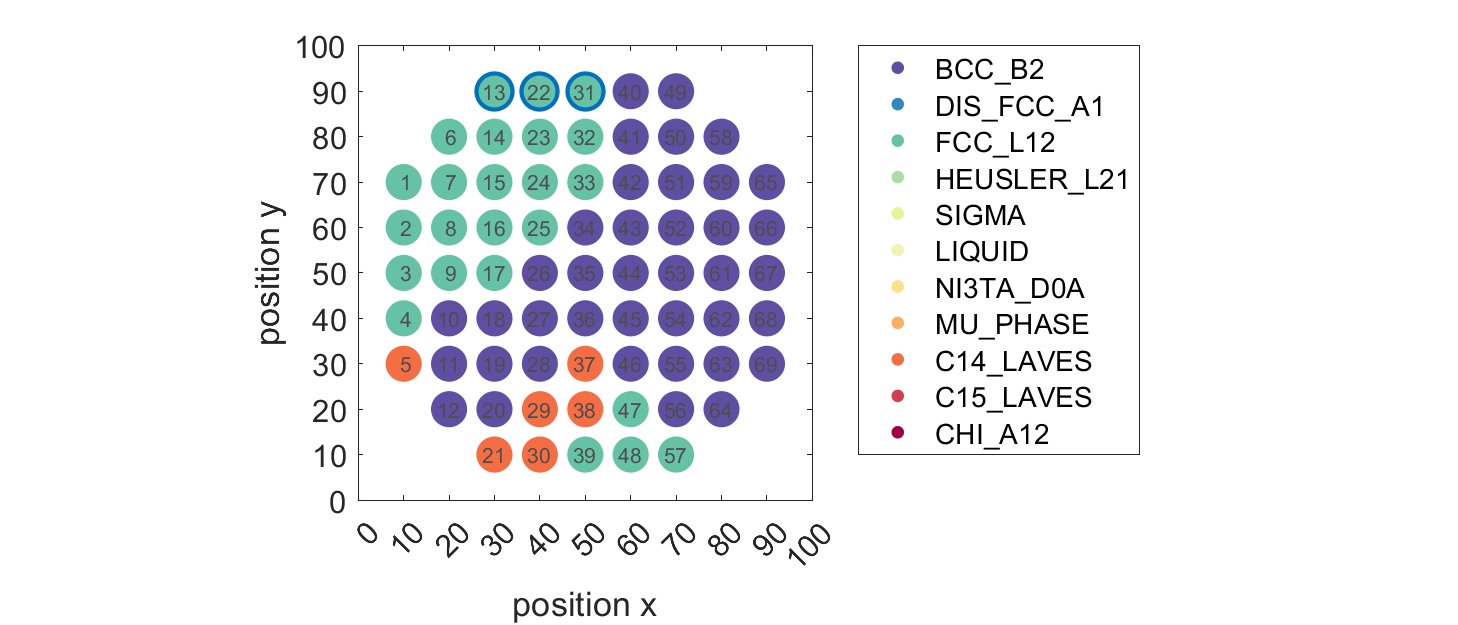 100
90
80
70
60
50
40
30
20
10
0
position y
13 22 31 40 49
6 14 23 32 41 50 58
1 7 15 24 33 42 51 59 65
2 8 16 25 34 43 52 60 66
3 9 17 26 35 44 53 61 67
4 10 18 27 36 45 54 62 68
5 11 19 28 37 46 55 63 69
12 20 29 38 47 56 64
21 30 39 48 57
0 10 20 30 40 50 60 70 80 90 100
position x
BCC_B2
DIS_FCC_A1
FCC_L12
HEUSLER_L21
SIGMA
LIQUID
NI3TA_D0A
MU_PHASE
C14_LAVES
C15_LAVES
CHI_A12